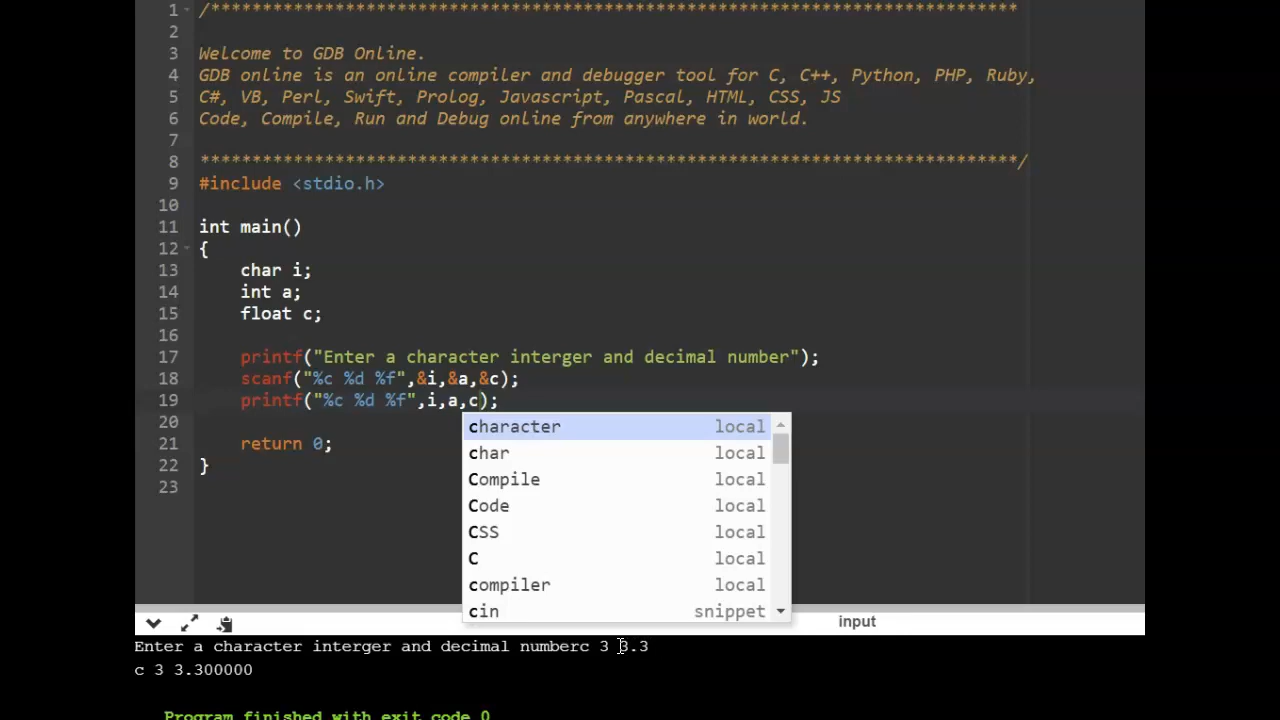 1 /******************************************************************************
2
3 Welcome to GDB Online.
4 GDB online is an online compiler and debugger tool for C, C++, Python, PHP, Ruby,
5 C#, VB, Perl, Swift, Prolog, Javascript, Pascal, HTML, CSS, JS
6 Code, Compile, Run and Debug online from anywhere in world.
7
8 *******************************************************************************/
9 #include <stdio.h>
10
11 int main()
12 {
13 char i;
14 int a;
15 float c;
16
17 printf("Enter a character interger and decimal number");
18 scanf("%c %d %f",&i,&a,&c);
19 printf("%c %d %f",i,a,c);
20
21 return 0;
22 }
23
character local
char local
Compile local
Code local
CSS local
C local
compiler local
cin snippet
input
Enter a character interger and decimal numberc 3 3.3
c 3 3.300000
Program finished with exit code 0